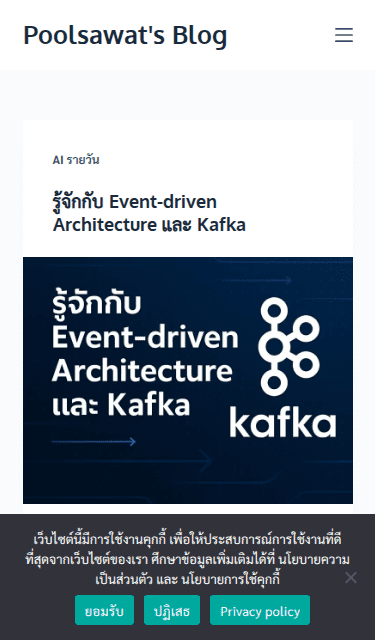 Poolsawat's Blog
AI รายวัน
รู้จักกับ Event-driven
Architecture และ Kafka
รู้จักกับ
Event-driven
Architecture
และ Kafka
kafka
เว็บไซต์นี้มีการใช้งานคุกกี้ เพื่อให้ประสบการณ์การใช้งานที่ดี
ที่สุดจากเว็บไซต์ของเรา ศึกษาข้อมูลเพิ่มเติมได้ที่ นโยบายความ
เป็นส่วนตัว และ นโยบายการใช้คุกกี้
ยอมรับ
ปฏิเสธ
Privacy policy